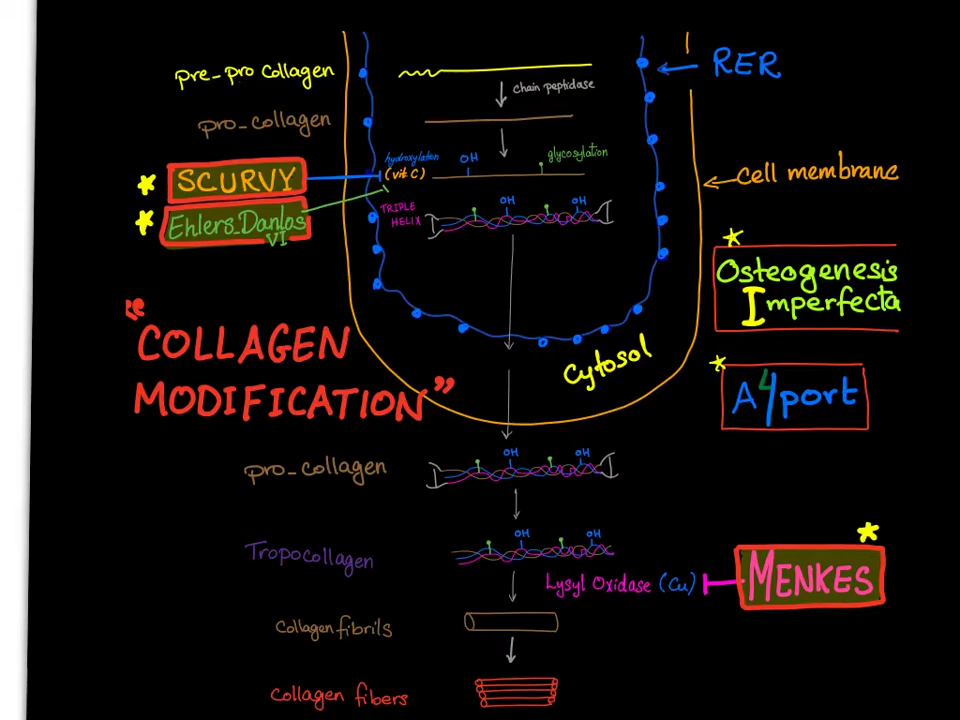 pre-pro collagen
chain peptidase
RER
pro-collagen
hydroxylation
(vit C)
OH
glycosylation
SCURVY
Ehlers-Danlos
VI
TRIPLE
HELIX
OH
OH
Cell membrane
Osteogenesis
Imperfecta
"COLLAGEN
MODIFICATION"
Cytosol
A4port
pro-collagen
OH
OH
Tropocollagen
OH
OH
Lysyl Oxidase (Cu)
MENKES
Collagen fibrils
Collagen fibers